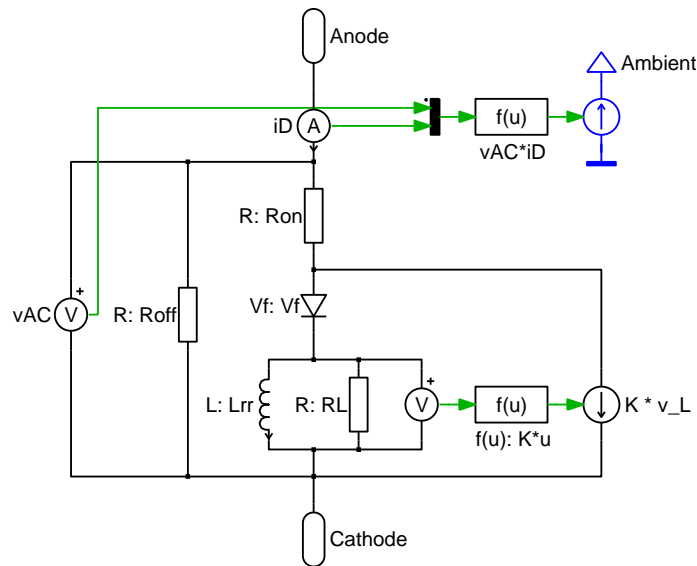 Anode
Ambient
iD
A
f(u)
vAC*iD
R: Ron
Vf: Vf
vAC
V
R: Roff
L: Lrr
R: RL
V
f(u)
K * v_L
f(u): K*u
Cathode